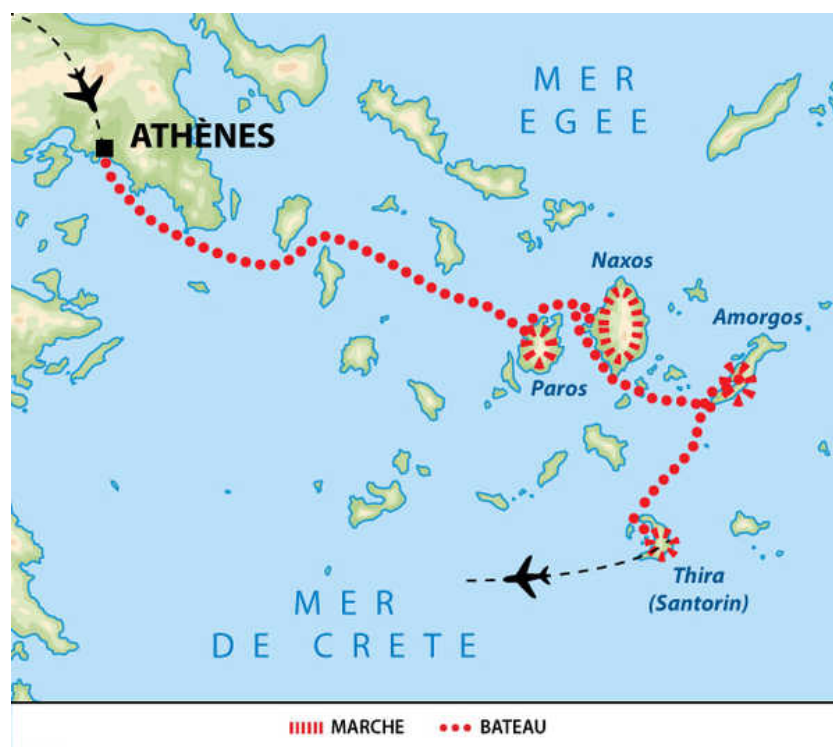 MER
EGEE
ATHÈNES
Naxos
Amorgos
Paros
Thira
(Santorin)
MER
DE CRETE
MARCHE
BATEAU